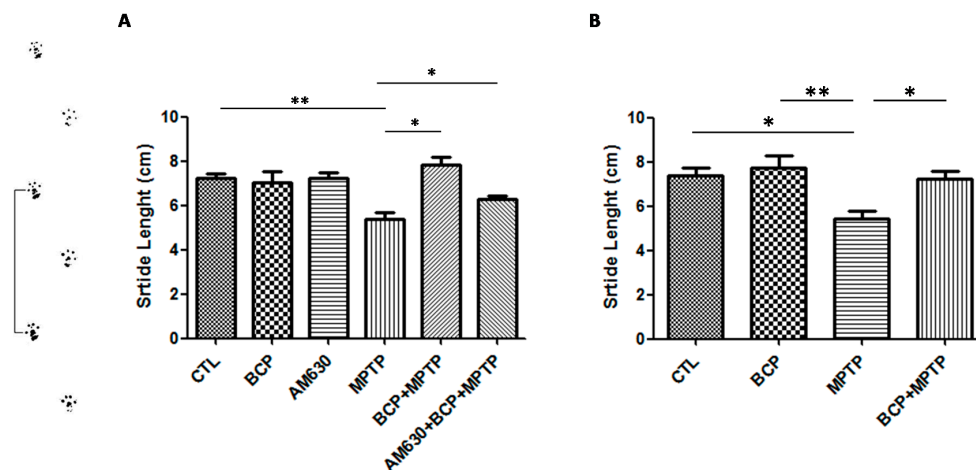 A
B
*
**
*
**
*
*
10
8
6
4
2
0
Srtide Lenght (cm)
CTL
BCP
AM630
MPTP
BCP+MPTP
AM630+BCP+MPTP
10
8
6
4
2
0
Srtide Lenght (cm)
CTL
BCP
MPTP
BCP+MPTP